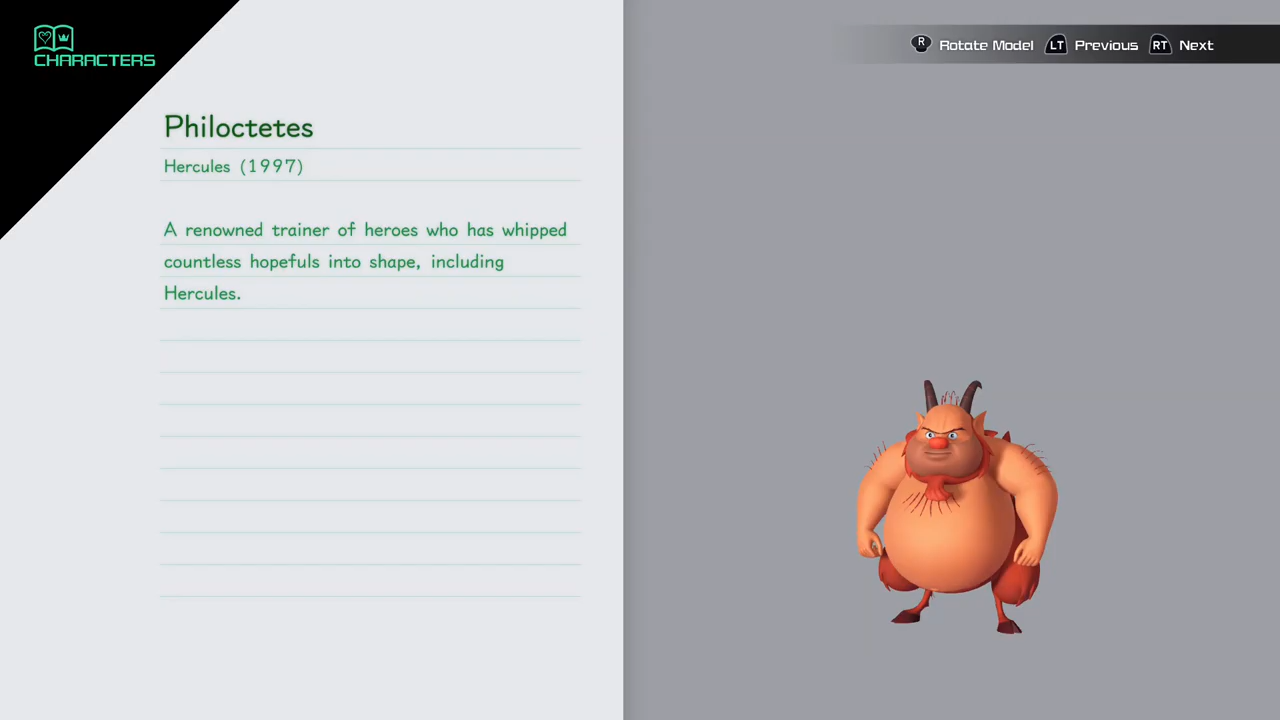 CHARACTERS
R Rotate Model LT Previous RT Next
Philoctetes
Hercules (1997)
A renowned trainer of heroes who has whipped
countless hopefuls into shape, including
Hercules.